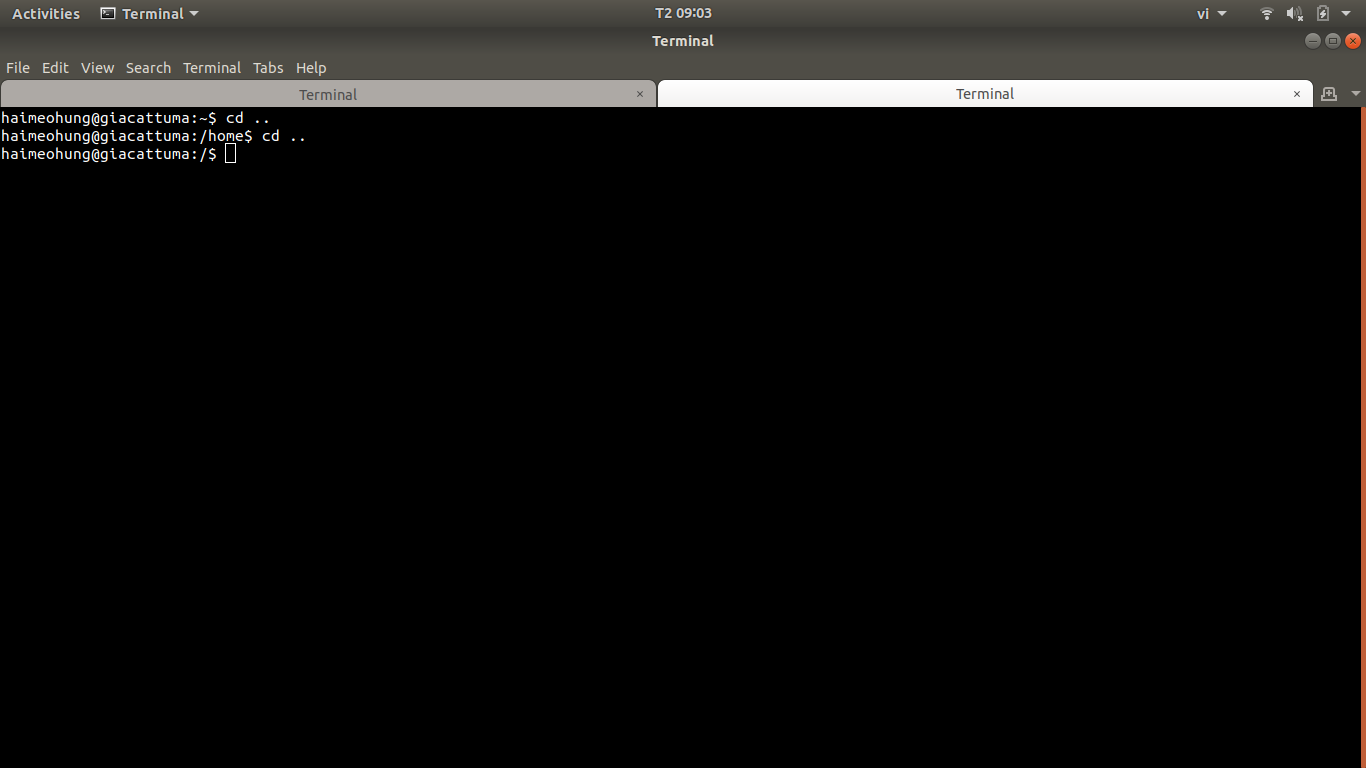 Activities Terminal T2 09:03 vi
Terminal
File Edit View Search Terminal Tabs Help
Terminal × Terminal ×
haimeohung@giacattuma:~$ cd ..
haimeohung@giacattuma:/home$ cd ..
haimeohung@giacattuma:/$